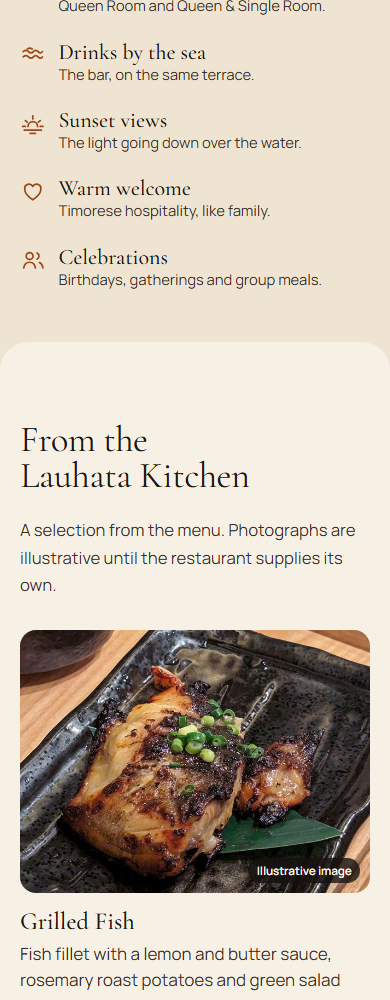 Queen Room and Queen & Single Room.
Drinks by the sea
The bar, on the same terrace.
Sunset views
The light going down over the water.
Warm welcome
Timorese hospitality, like family.
Celebrations
Birthdays, gatherings and group meals.
From the
Lauhata Kitchen
A selection from the menu. Photographs are
illustrative until the restaurant supplies its
own.
Illustrative image
Grilled Fish
Fish fillet with a lemon and butter sauce,
rosemary roast potatoes and green salad